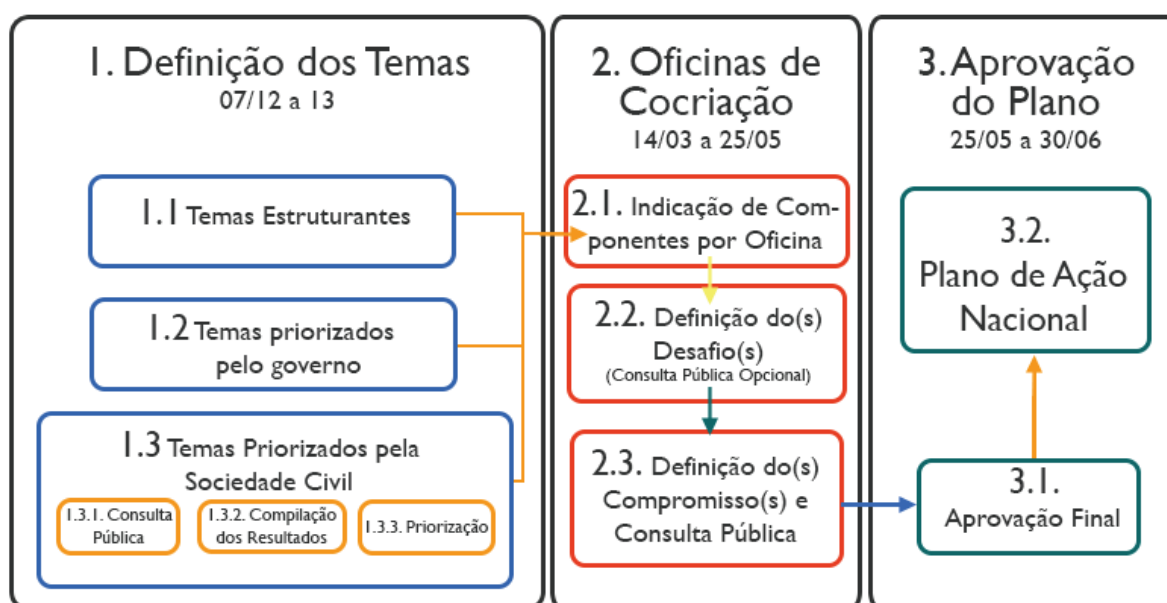 1. Definição dos Temas
07/12 a 13
1.1 Temas Estruturantes
1.2 Temas priorizados
pelo governo
1.3 Temas Priorizados pela
Sociedade Civil
1.3.1. Consulta
Pública
1.3.2. Compilação
dos Resultados
1.3.3. Priorização
2. Oficinas de
Cocriação
14/03 a 25/05
2.1. Indicação de Com-
ponentes por Oficina
2.2. Definição do(s)
Desafio(s)
(Consulta Pública Opcional)
2.3. Definição do(s)
Compromisso(s) e
Consulta Pública
3. Aprovação
do Plano
25/05 a 30/06
3.2.
Plano de Ação
Nacional
3.1.
Aprovação Final